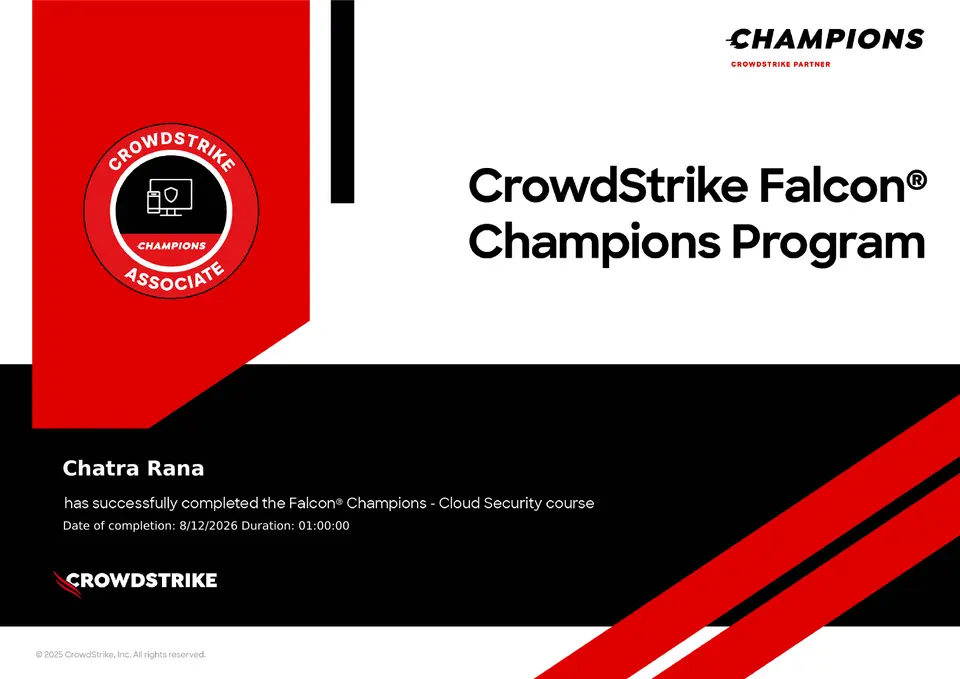 CHAMPIONS
CROWDSTRIKE PARTNER
CROWDSTRIKE
CHAMPIONS
ASSOCIATE
CrowdStrike Falcon®
Champions Program
Chatra Rana
has successfully completed the Falcon® Champions - Cloud Security course
Date of completion: 8/12/2026 Duration: 01:00:00
CROWDSTRIKE
© 2025 CrowdStrike, Inc. All rights reserved.